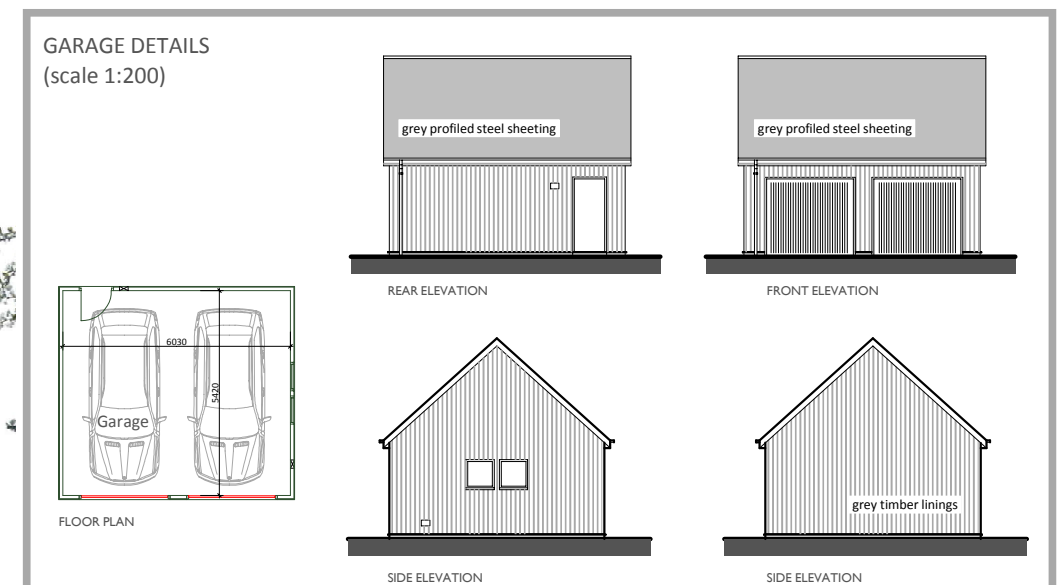 GARAGE DETAILS
(scale 1:200)
grey profiled steel sheeting
grey profiled steel sheeting
REAR ELEVATION
FRONT ELEVATION
6030
5420
Garage
FLOOR PLAN
grey timber linings
SIDE ELEVATION
SIDE ELEVATION